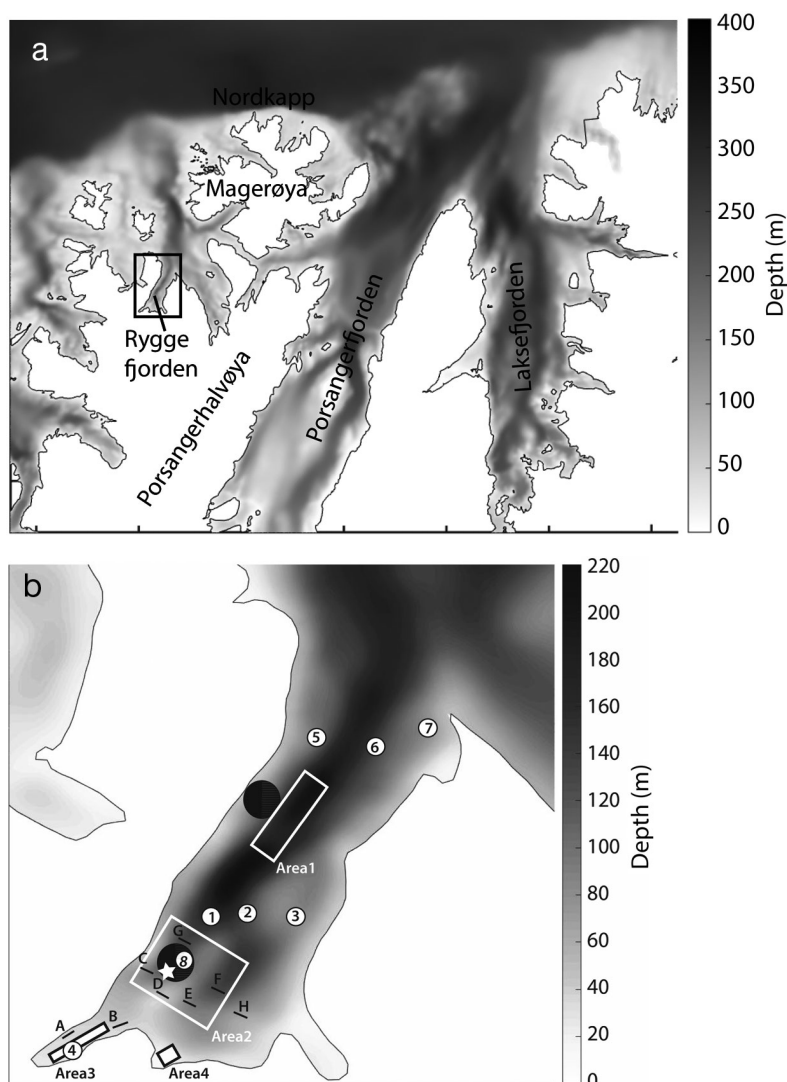 a
Nordkapp
Magerøya
Rygge
fjorden
Porsangerhalvøya
Porsangerfjorden
Laksefjorden
400
350
300
250
200
150
100
50
0
Depth (m)
b
5
6
7
Area1
1
2
3
G
C
8
D
E
F
H
Area2
A
B
4
Area3
Area4
220
200
180
160
140
120
100
80
60
40
20
0
Depth (m)